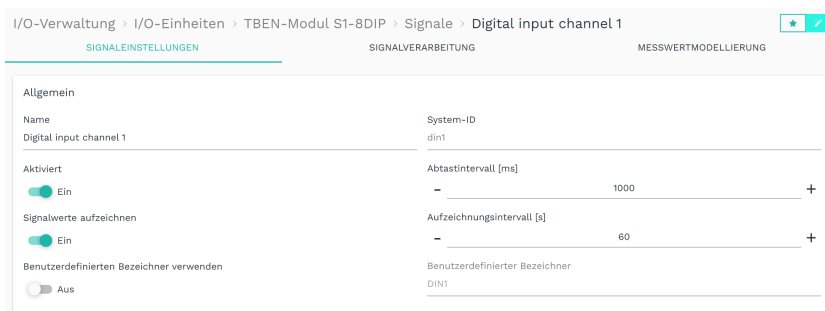 I/O-Verwaltung > I/O-Einheiten > TBEN-Modul S1-8DIP > Signale > Digital input channel 1
SIGNALEINSTELLUNGEN SIGNALVERARBEITUNG MESSWERTMODELLIERUNG
Allgemein
Name System-ID
Digital input channel 1 din1
Aktiviert Abtastintervall [ms]
Ein - 1000 +
Signalwerte aufzeichnen Aufzeichnungsintervall [s]
Ein - 60 +
Benutzerdefinierten Bezeichner verwenden Benutzerdefinierter Bezeichner
Aus DIN1